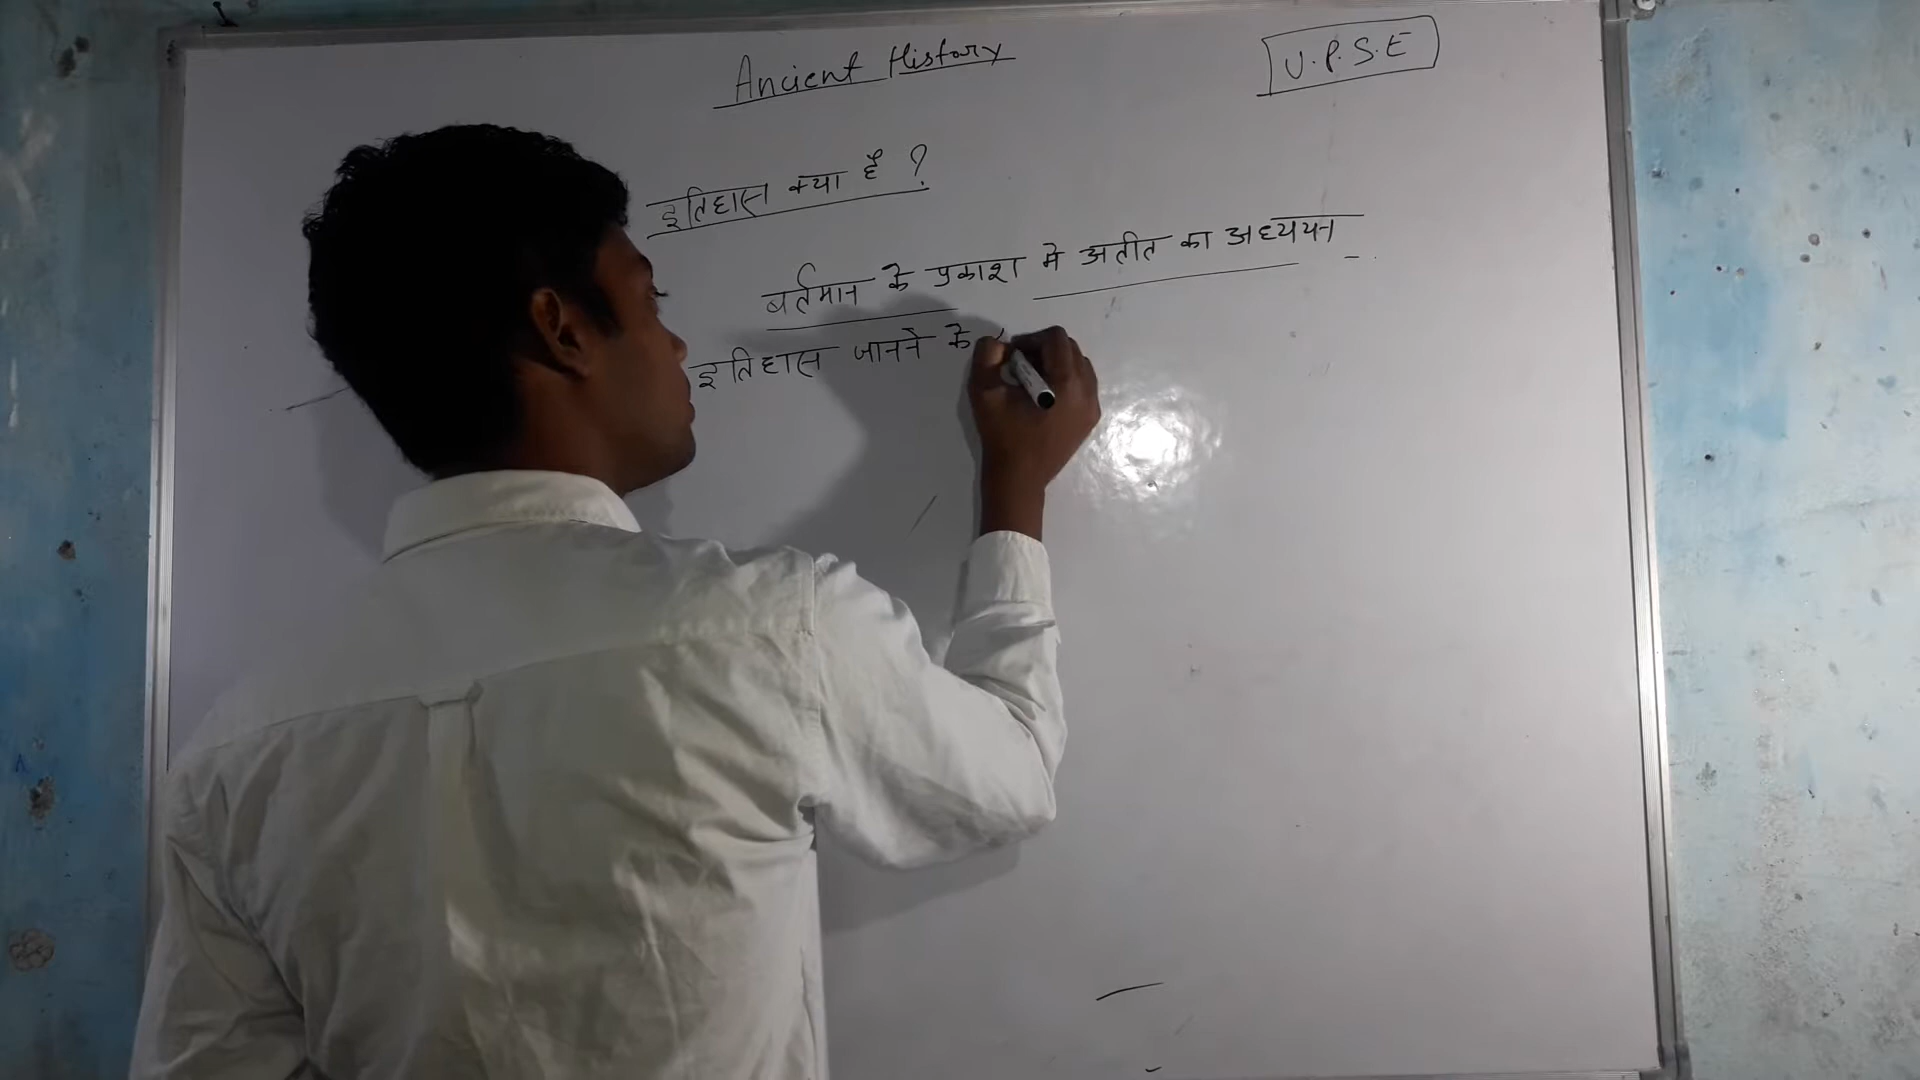 Ancient History
U.P.S.E
इतिहास क्या है ?
वर्तमान के प्रकाश मे अतीत का अध्ययन
इतिहास जानने के